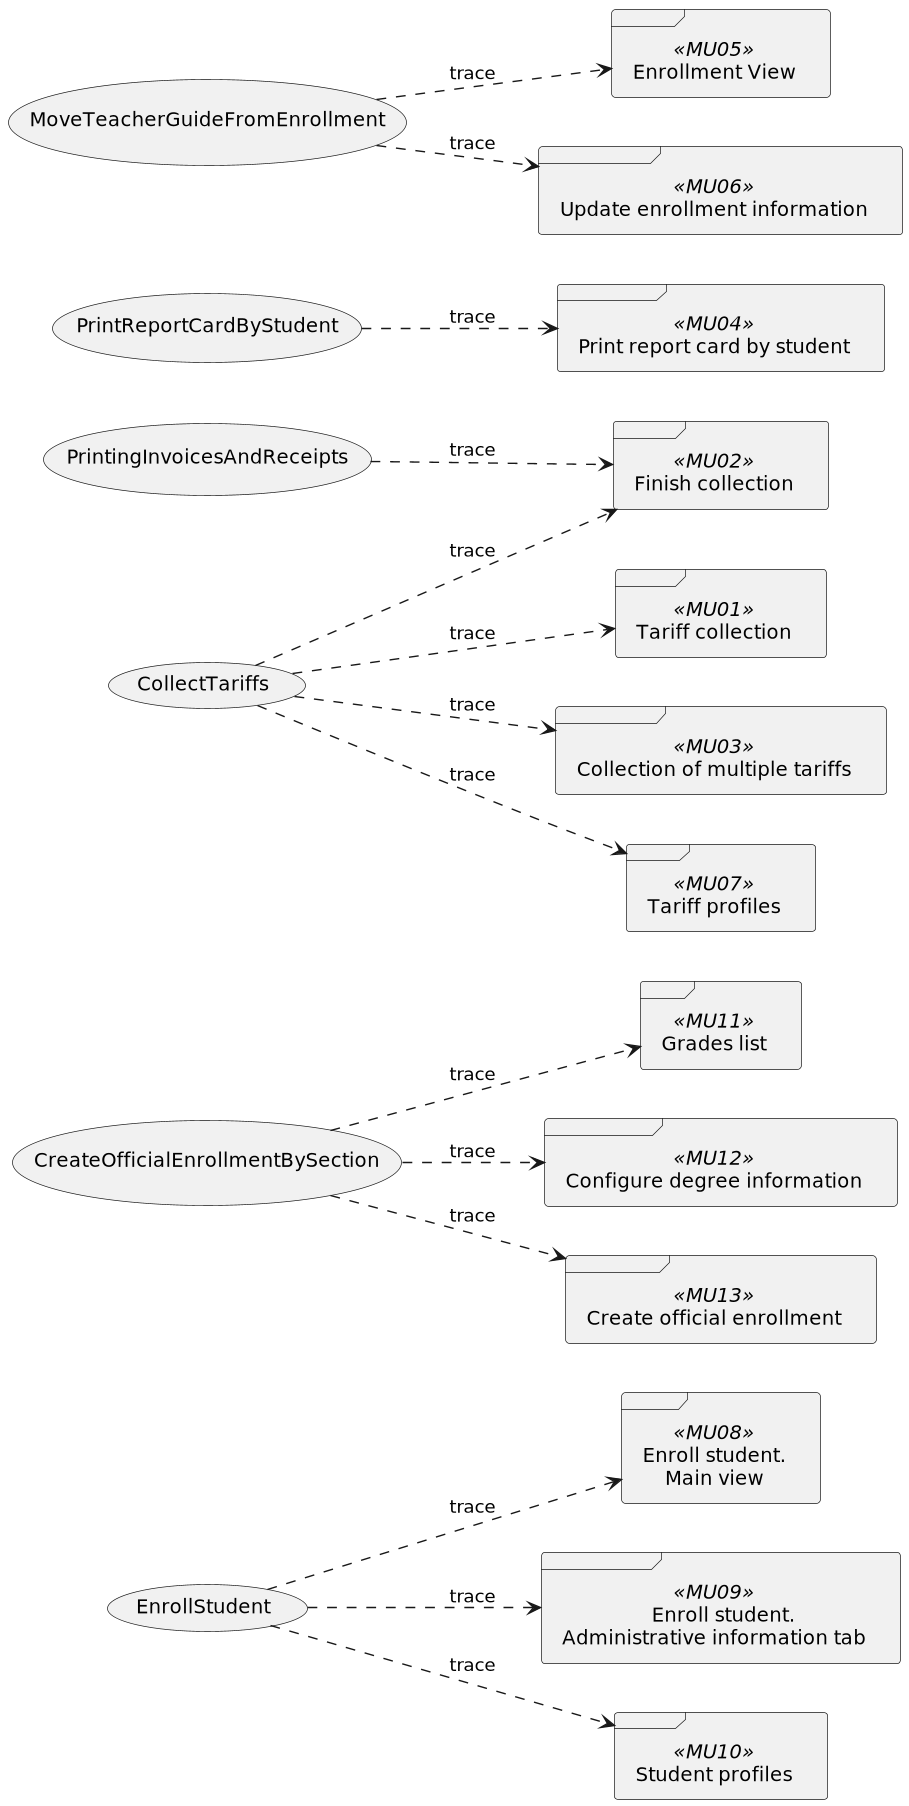 trace
«MU05»
Enrollment View
MoveTeacherGuideFromEnrollment
trace
«MU06»
Update enrollment information
PrintReportCardByStudent
trace
«MU04»
Print report card by student
PrintingInvoicesAndReceipts
trace
«MU02»
Finish collection
trace
«MU01»
Tariff collection
trace
CollectTariffs
trace
«MU03»
Collection of multiple tariffs
trace
«MU07»
Tariff profiles
«MU11»
Grades list
trace
CreateOfficialEnrollmentBySection
trace
«MU12»
Configure degree information
trace
«MU13»
Create official enrollment
«MU08»
Enroll student.
Main view
trace
EnrollStudent
trace
«MU09»
Enroll student.
Administrative information tab
trace
«MU10»
Student profiles